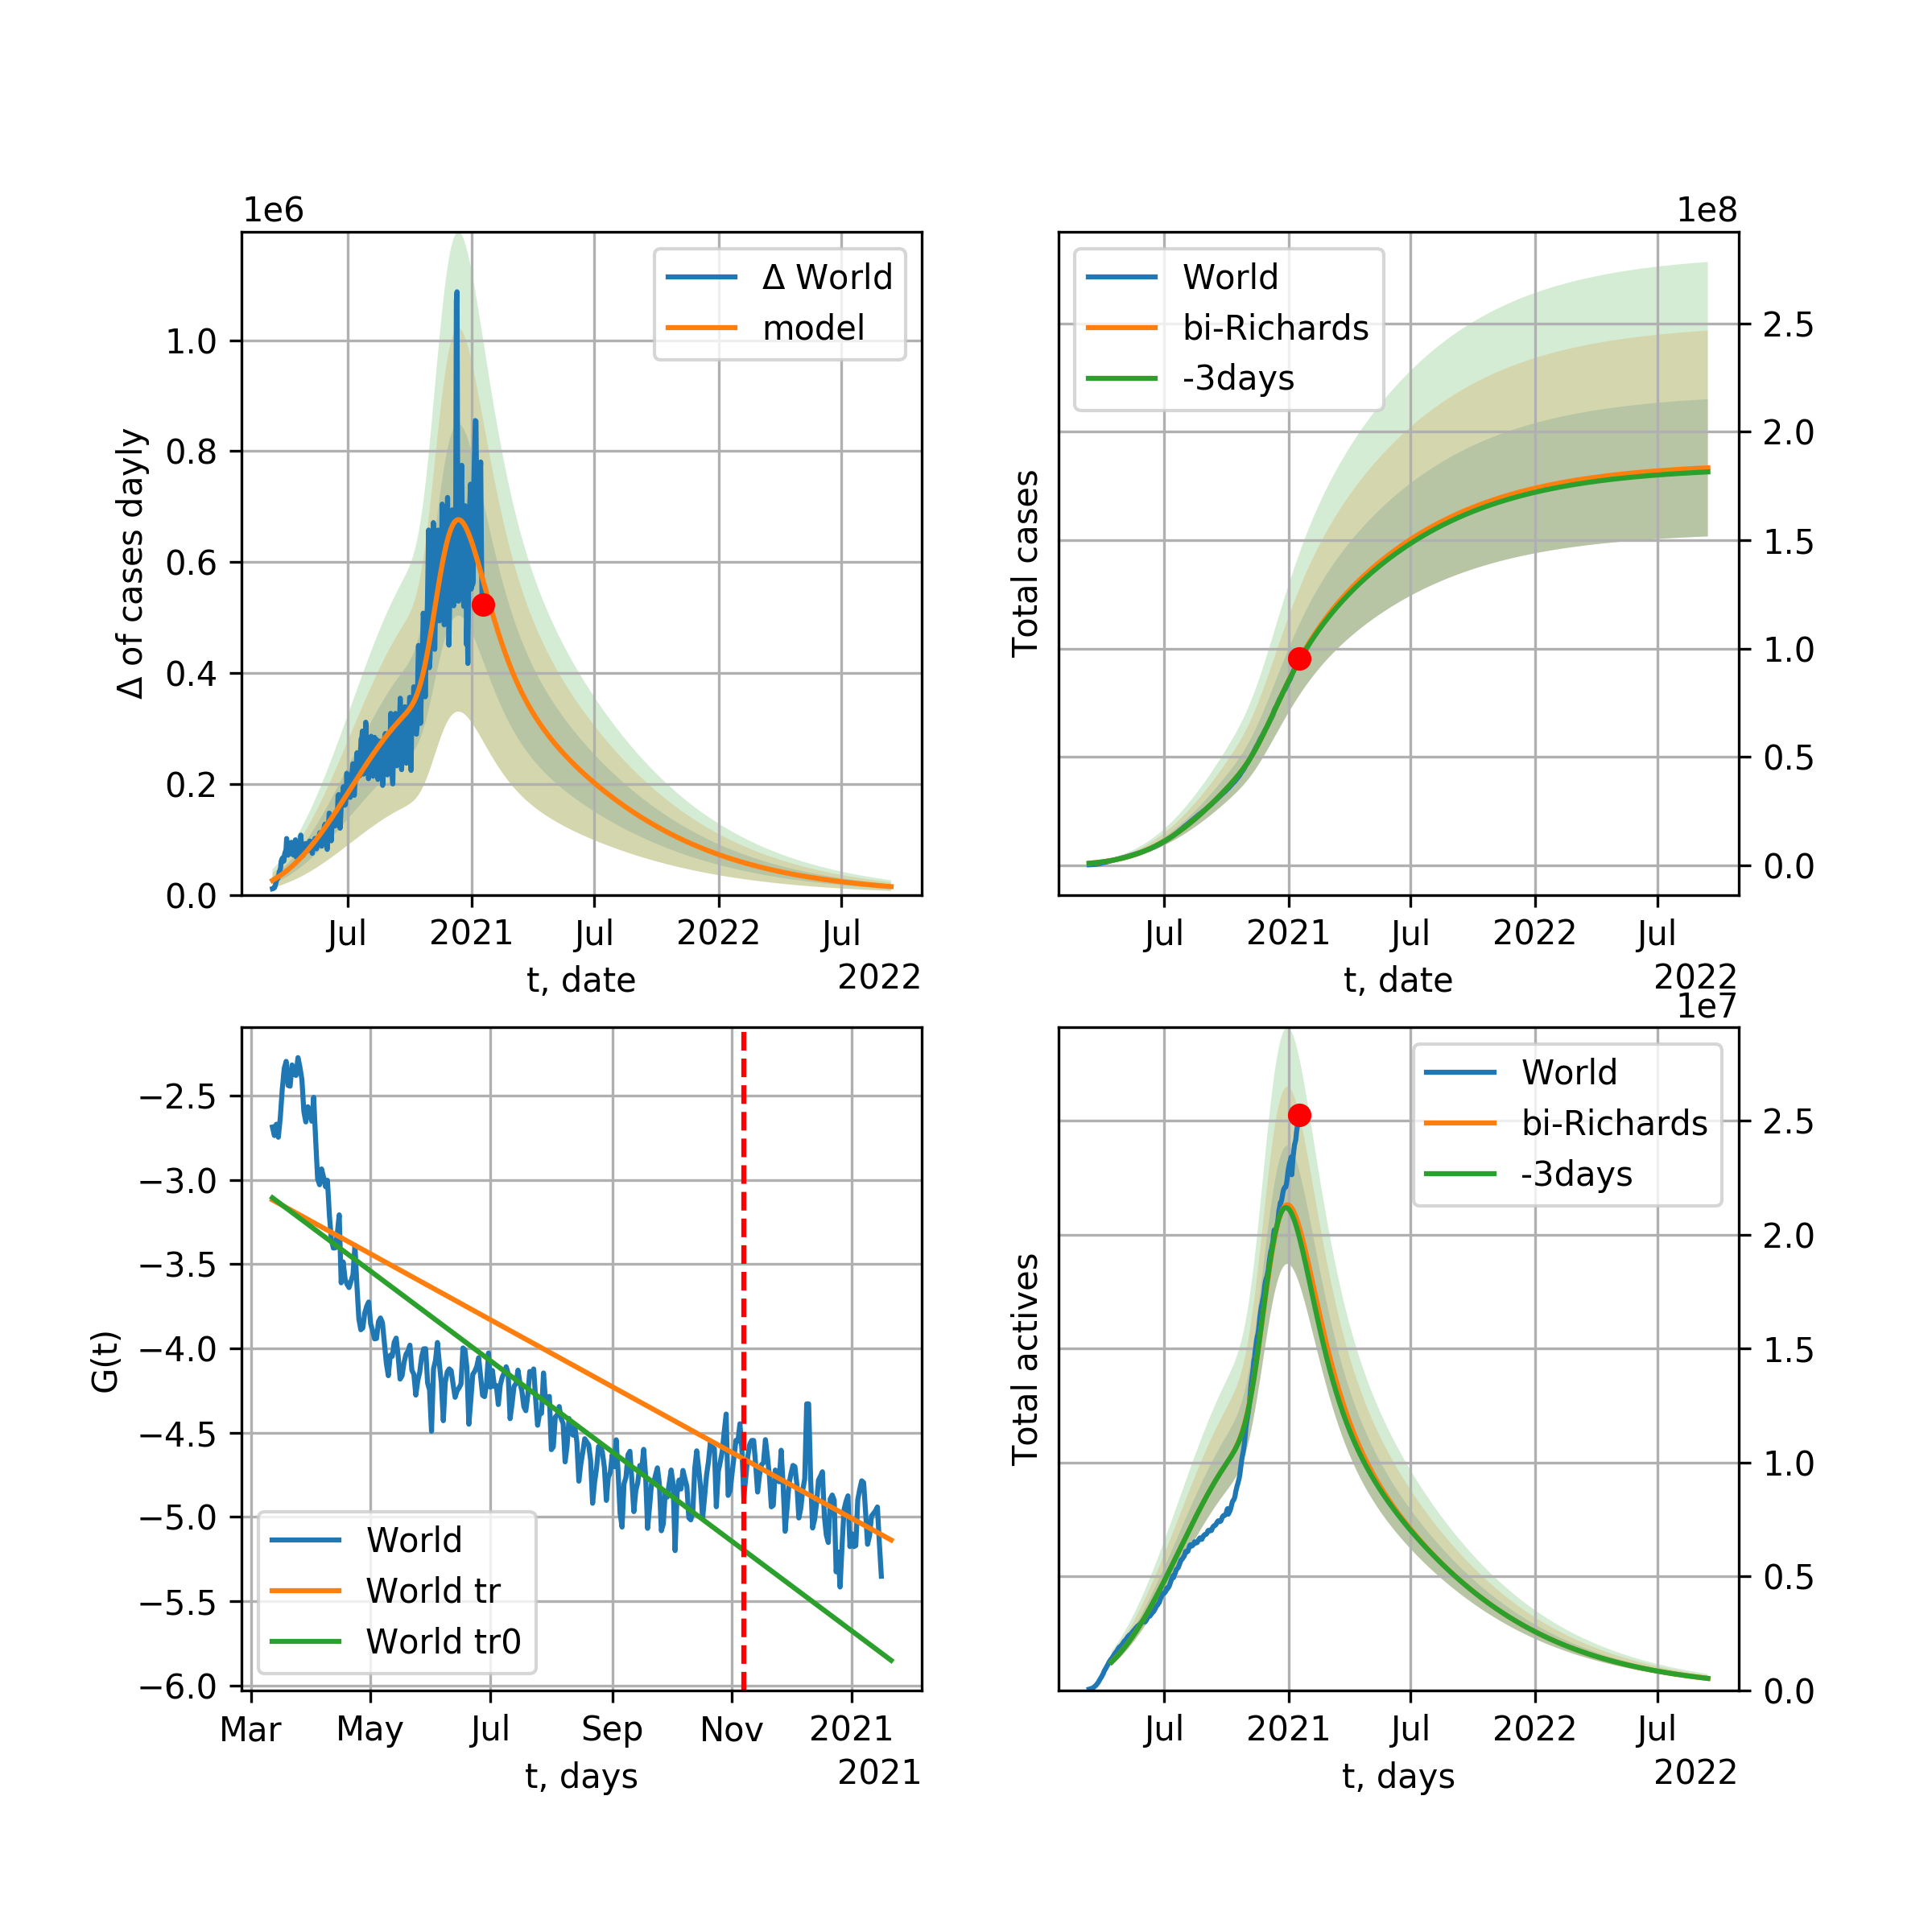 1e6
Δ World
model
1.0
0.8
0.6
0.4
0.2
0.0
Δ of cases dayly
Jul
2021
Jul
2022
Jul
t, date
2022
1e8
World
bi-Richards
-3days
2.5
2.0
1.5
1.0
0.5
0.0
Total cases
Jul
2021
Jul
2022
Jul
t, date
2022
−2.5
−3.0
−3.5
−4.0
−4.5
−5.0
−5.5
−6.0
G(t)
World
World tr
World tr0
Mar
May
Jul
Sep
Nov
2021
t, days
2021
1e7
World
bi-Richards
-3days
2.5
2.0
1.5
1.0
0.5
0.0
Total actives
Jul
2021
Jul
2022
Jul
t, days
2022